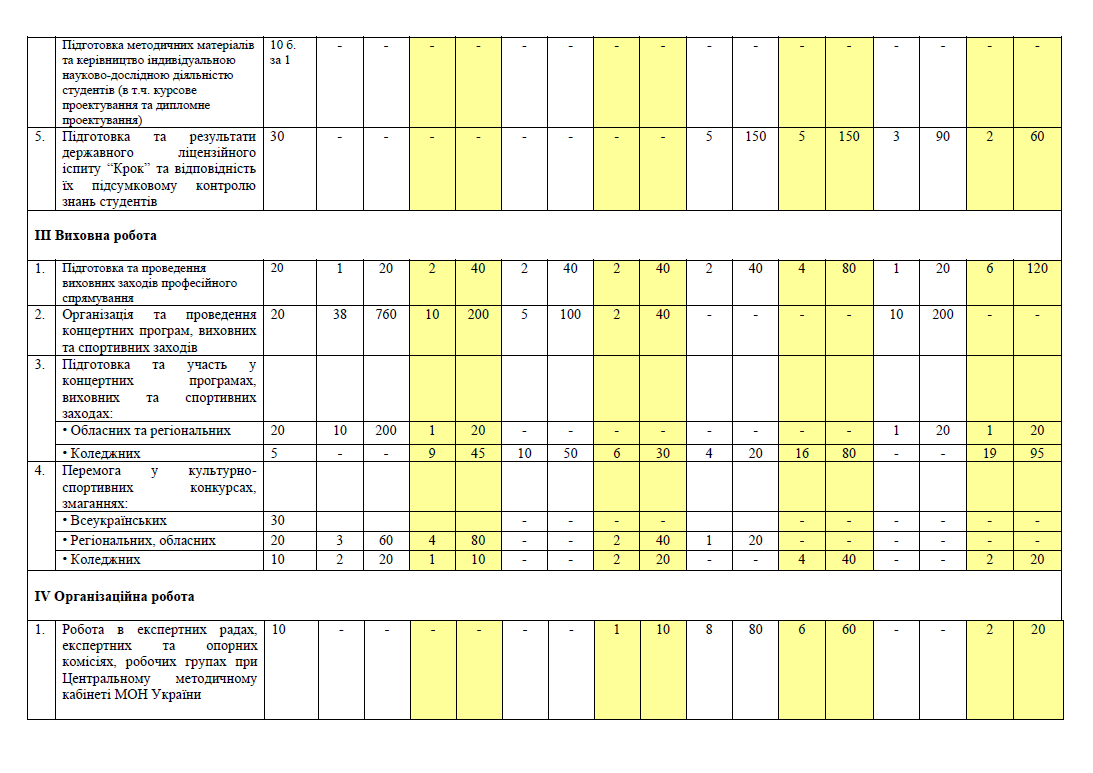 Підготовка методичних матеріалів 10 б. - - - - - - - - - - - - - - - -
та керівництво індивідуальною за 1
науково-дослідною діяльністю
студентів (в т.ч. курсове
проектування та дипломне
проектування)
5. Підготовка та результати 30 - - - - - - - - 5 150 5 150 3 90 2 60
державного ліцензійного
іспиту “Крок” та відповідність
їх підсумковому контролю
знань студентів
ІІІ Виховна робота
1. Підготовка та проведення 20 1 20 2 40 2 40 2 40 2 40 4 80 1 20 6 120
виховних заходів професійного
спрямування
2. Організація та проведення 20 38 760 10 200 5 100 2 40 - - - - 10 200 - -
концертних програм, виховних
та спортивних заходів
3. Підготовка та участь у
концертних програмах,
виховних та спортивних
заходах:
• Обласних та регіональних 20 10 200 1 20 - - - - - - - - 1 20 1 20
• Коледжних 5 - - 9 45 10 50 6 30 4 20 16 80 - - 19 95
4. Перемога у культурно-
спортивних конкурсах,
змаганнях:
• Всеукраїнських 30 - - - - - - - - - -
• Регіональних, обласних 20 3 60 4 80 - - 2 40 1 20 - - - - - -
• Коледжних 10 2 20 1 10 - - 2 20 - - 4 40 - - 2 20
IV Організаційна робота
1. Робота в експертних радах, 10 - - - - - - 1 10 8 80 6 60 - - 2 20
експертних та опорних
комісіях, робочих групах при
Центральному методичному
кабінеті МОН України